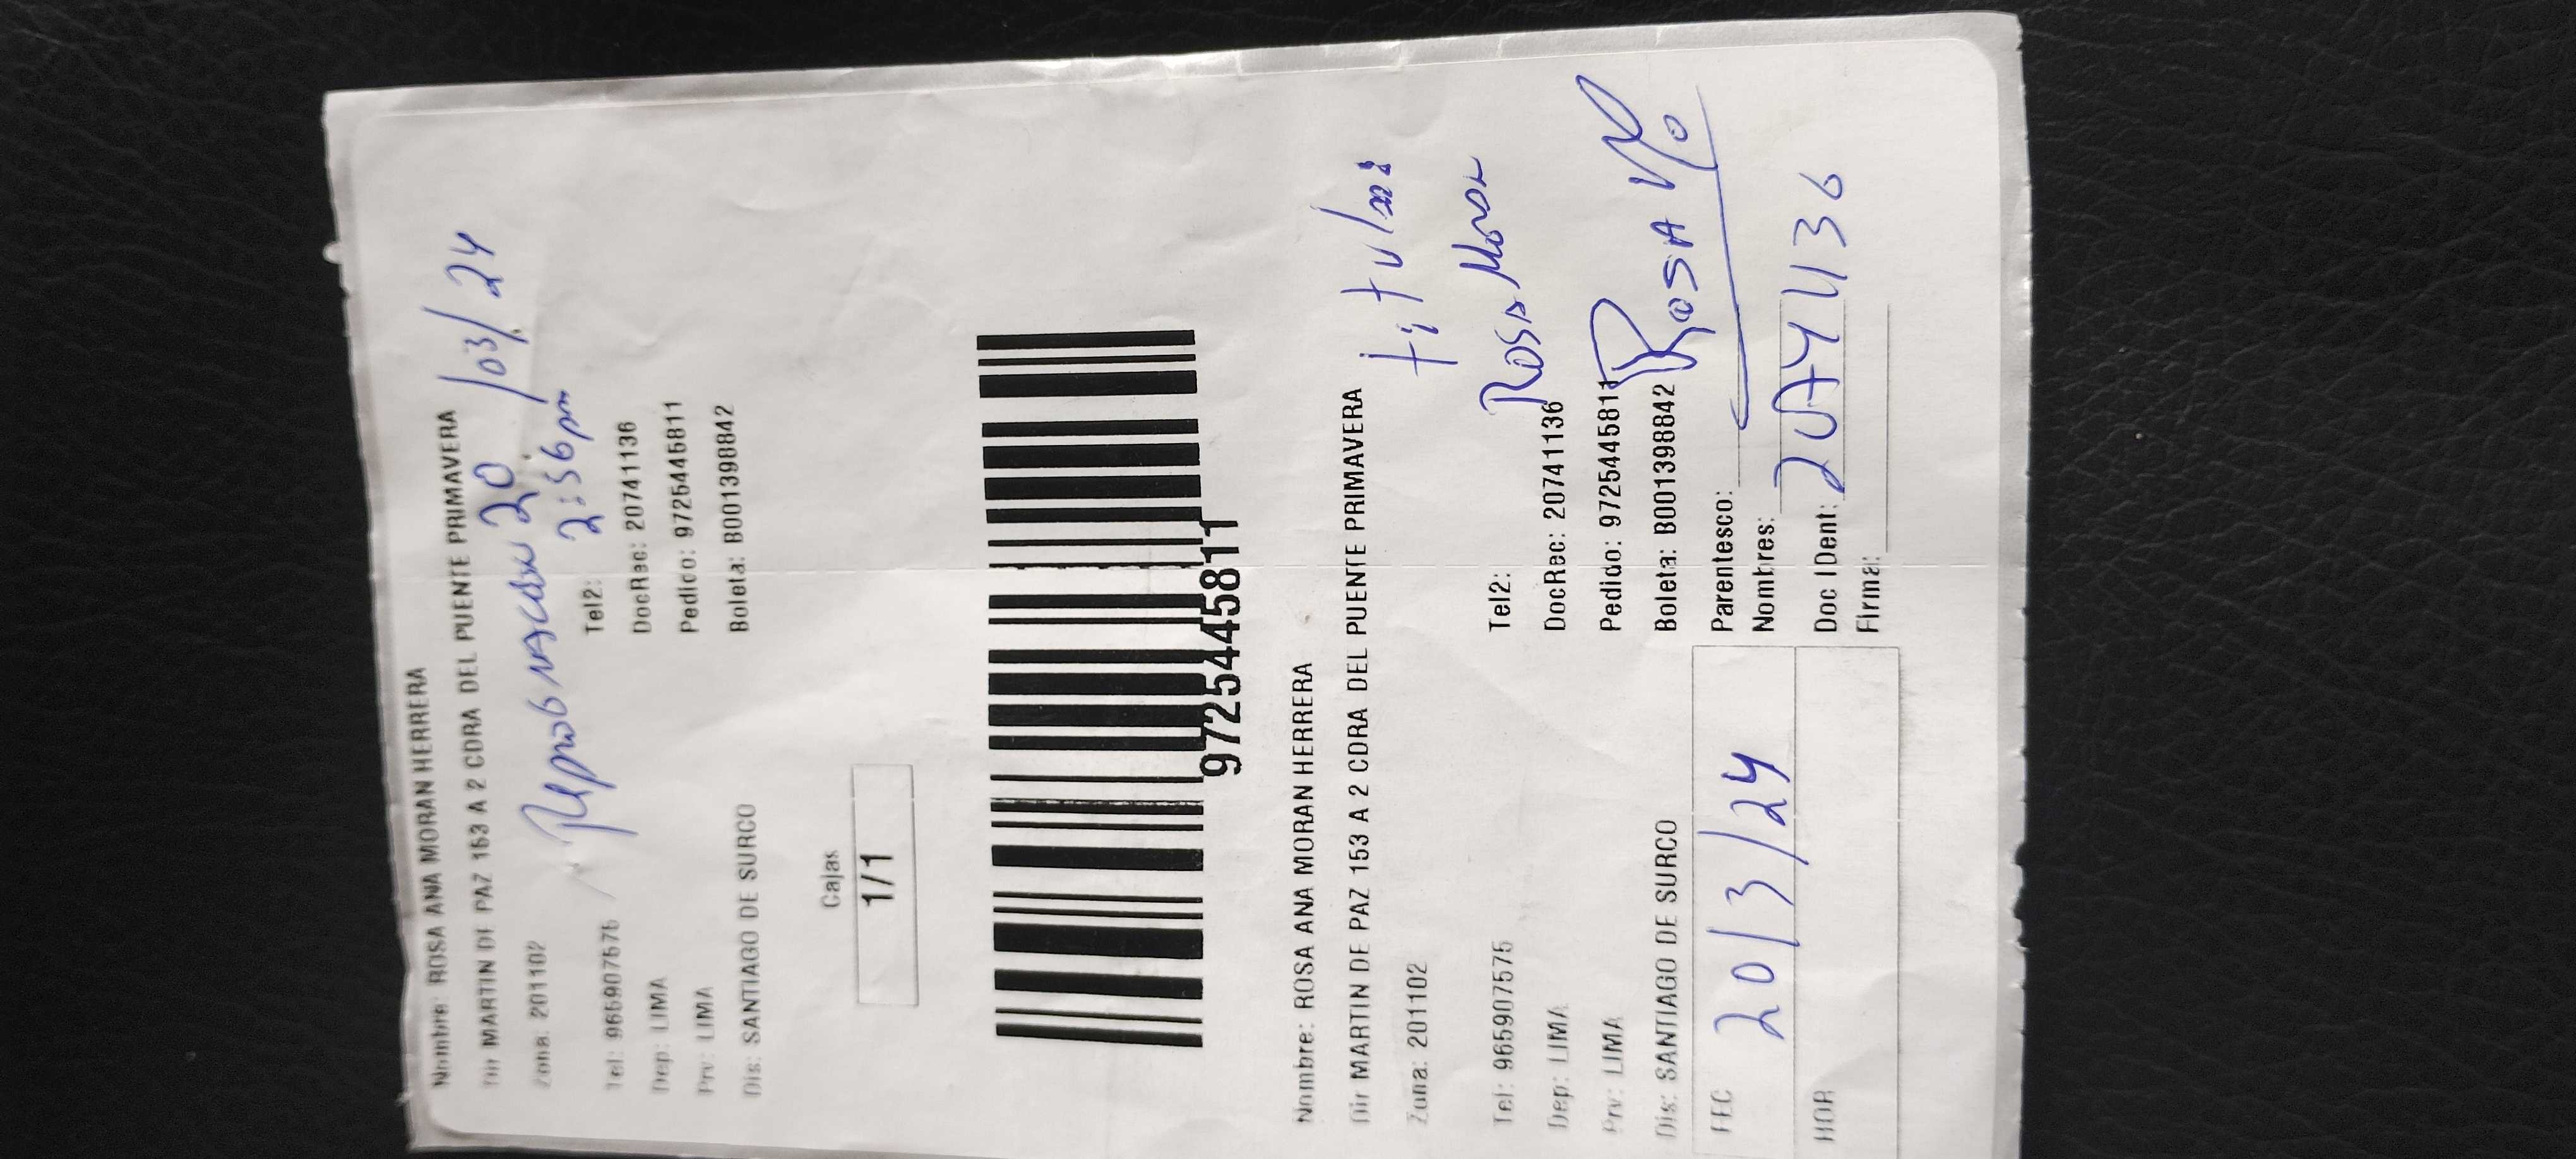 Nombre: ROSA ANA MORAN HERRERA
Dir MARTIN DE PAZ 153 A 2 CDRA DEL PUENTE PRIMAVERA
20/03/24
Zona: 201102
2:56pm
Tel: 965907575 Tel2:
Dep: LIMA DocRec: 20741136
Prv: LIMA Pedido: 9725445811
Dis: SANTIAGO DE SURCO Boleta: B001398842
Cajas
1/1
9725445811
Nombre: ROSA ANA MORAN HERRERA
Dir MARTIN DE PAZ 153 A 2 CDRA DEL PUENTE PRIMAVERA
Zona: 201102
titular
Tel: 965907575 Tel2:
Rosa Moran
Dep: LIMA DocRec: 20741136
Prv: LIMA Pedido: 9725445811
Dis: SANTIAGO DE SURCO Boleta: B001398842
Rosa
FEC 20/3/24 Parentesco:
Nombres:
HOR Doc IDent: 20741136
Firma: